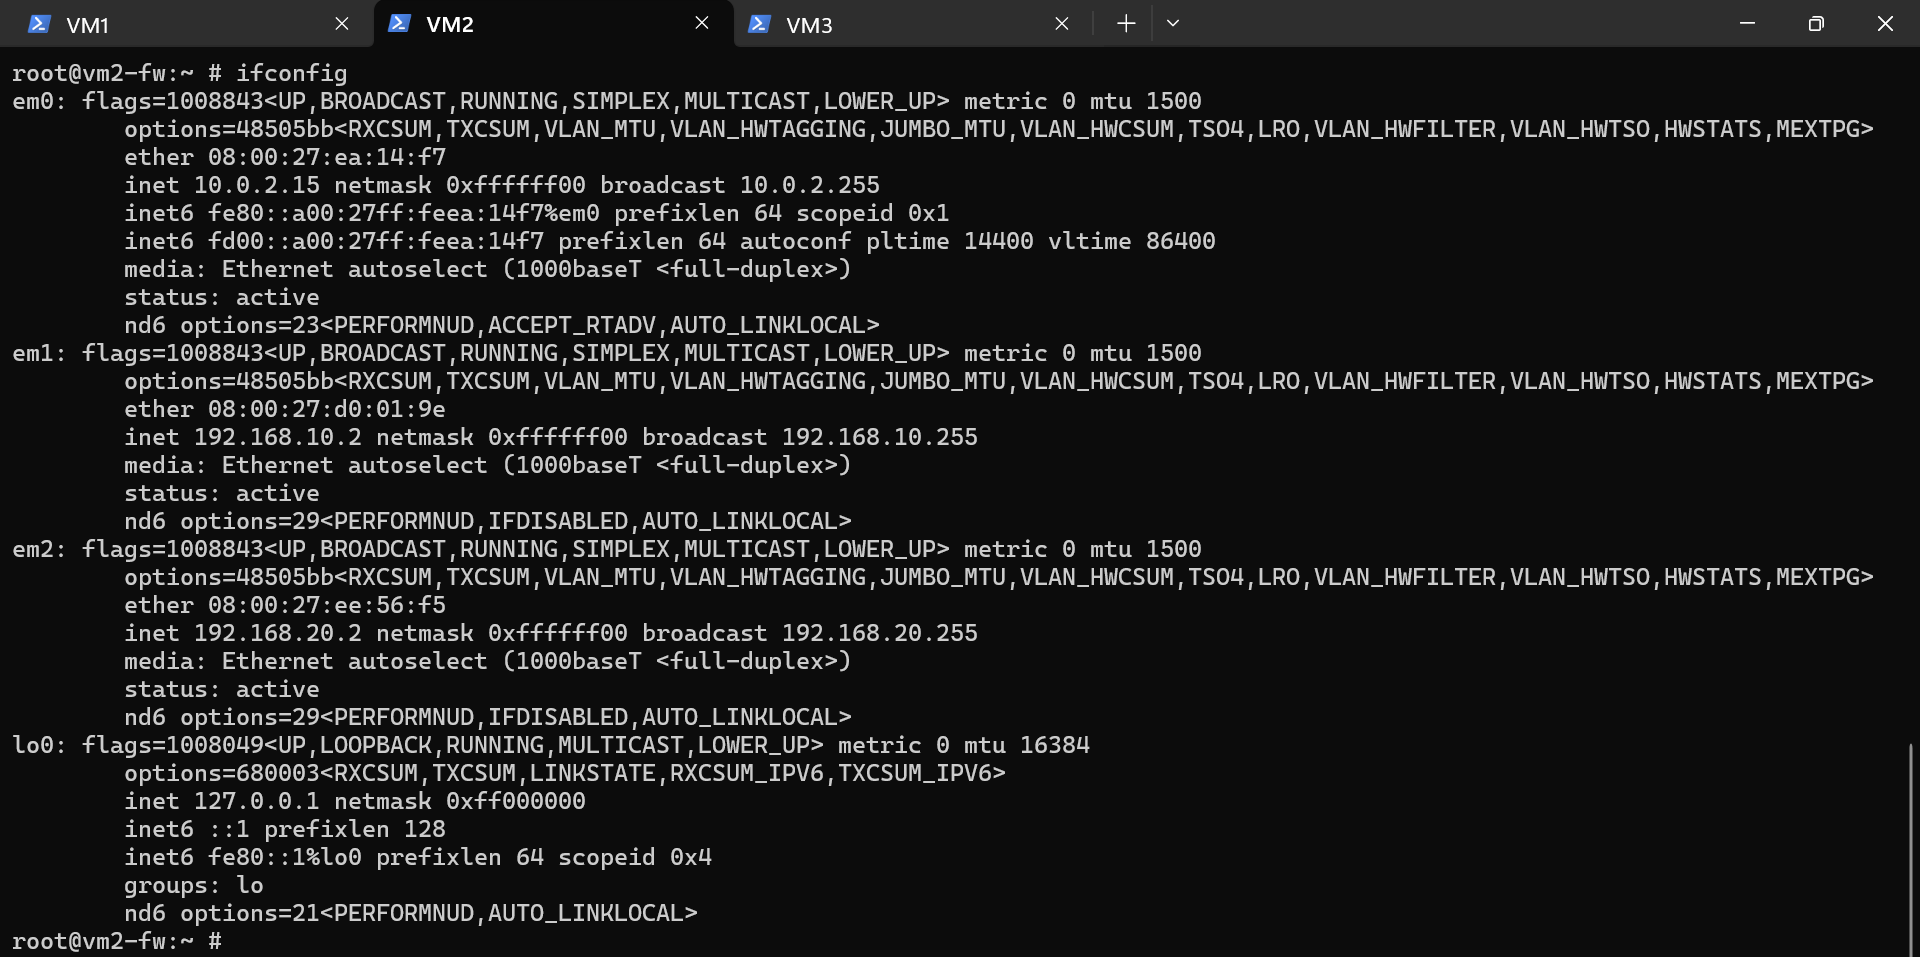 VM1
VM2
VM3
root@vm2-fw:~ # ifconfig
em0: flags=1008843<UP,BROADCAST,RUNNING,SIMPLEX,MULTICAST,LOWER_UP> metric 0 mtu 1500
        options=48505bb<RXCSUM,TXCSUM,VLAN_MTU,VLAN_HWTAGGING,JUMBO_MTU,VLAN_HWCSUM,TSO4,LRO,VLAN_HWFILTER,VLAN_HWTSO,HWSTATS,MEXTPG>
        ether 08:00:27:ea:14:f7
        inet 10.0.2.15 netmask 0xffffff00 broadcast 10.0.2.255
        inet6 fe80::a00:27ff:feea:14f7%em0 prefixlen 64 scopeid 0x1
        inet6 fd00::a00:27ff:feea:14f7 prefixlen 64 autoconf pltime 14400 vltime 86400
        media: Ethernet autoselect (1000baseT <full-duplex>)
        status: active
        nd6 options=23<PERFORMNUD,ACCEPT_RTADV,AUTO_LINKLOCAL>
em1: flags=1008843<UP,BROADCAST,RUNNING,SIMPLEX,MULTICAST,LOWER_UP> metric 0 mtu 1500
        options=48505bb<RXCSUM,TXCSUM,VLAN_MTU,VLAN_HWTAGGING,JUMBO_MTU,VLAN_HWCSUM,TSO4,LRO,VLAN_HWFILTER,VLAN_HWTSO,HWSTATS,MEXTPG>
        ether 08:00:27:d0:01:9e
        inet 192.168.10.2 netmask 0xffffff00 broadcast 192.168.10.255
        media: Ethernet autoselect (1000baseT <full-duplex>)
        status: active
        nd6 options=29<PERFORMNUD,IFDISABLED,AUTO_LINKLOCAL>
em2: flags=1008843<UP,BROADCAST,RUNNING,SIMPLEX,MULTICAST,LOWER_UP> metric 0 mtu 1500
        options=48505bb<RXCSUM,TXCSUM,VLAN_MTU,VLAN_HWTAGGING,JUMBO_MTU,VLAN_HWCSUM,TSO4,LRO,VLAN_HWFILTER,VLAN_HWTSO,HWSTATS,MEXTPG>
        ether 08:00:27:ee:56:f5
        inet 192.168.20.2 netmask 0xffffff00 broadcast 192.168.20.255
        media: Ethernet autoselect (1000baseT <full-duplex>)
        status: active
        nd6 options=29<PERFORMNUD,IFDISABLED,AUTO_LINKLOCAL>
lo0: flags=1008049<UP,LOOPBACK,RUNNING,MULTICAST,LOWER_UP> metric 0 mtu 16384
        options=680003<RXCSUM,TXCSUM,LINKSTATE,RXCSUM_IPV6,TXCSUM_IPV6>
        inet 127.0.0.1 netmask 0xff000000
        inet6 ::1 prefixlen 128
        inet6 fe80::1%lo0 prefixlen 64 scopeid 0x4
        groups: lo
        nd6 options=21<PERFORMNUD,AUTO_LINKLOCAL>
root@vm2-fw:~ #